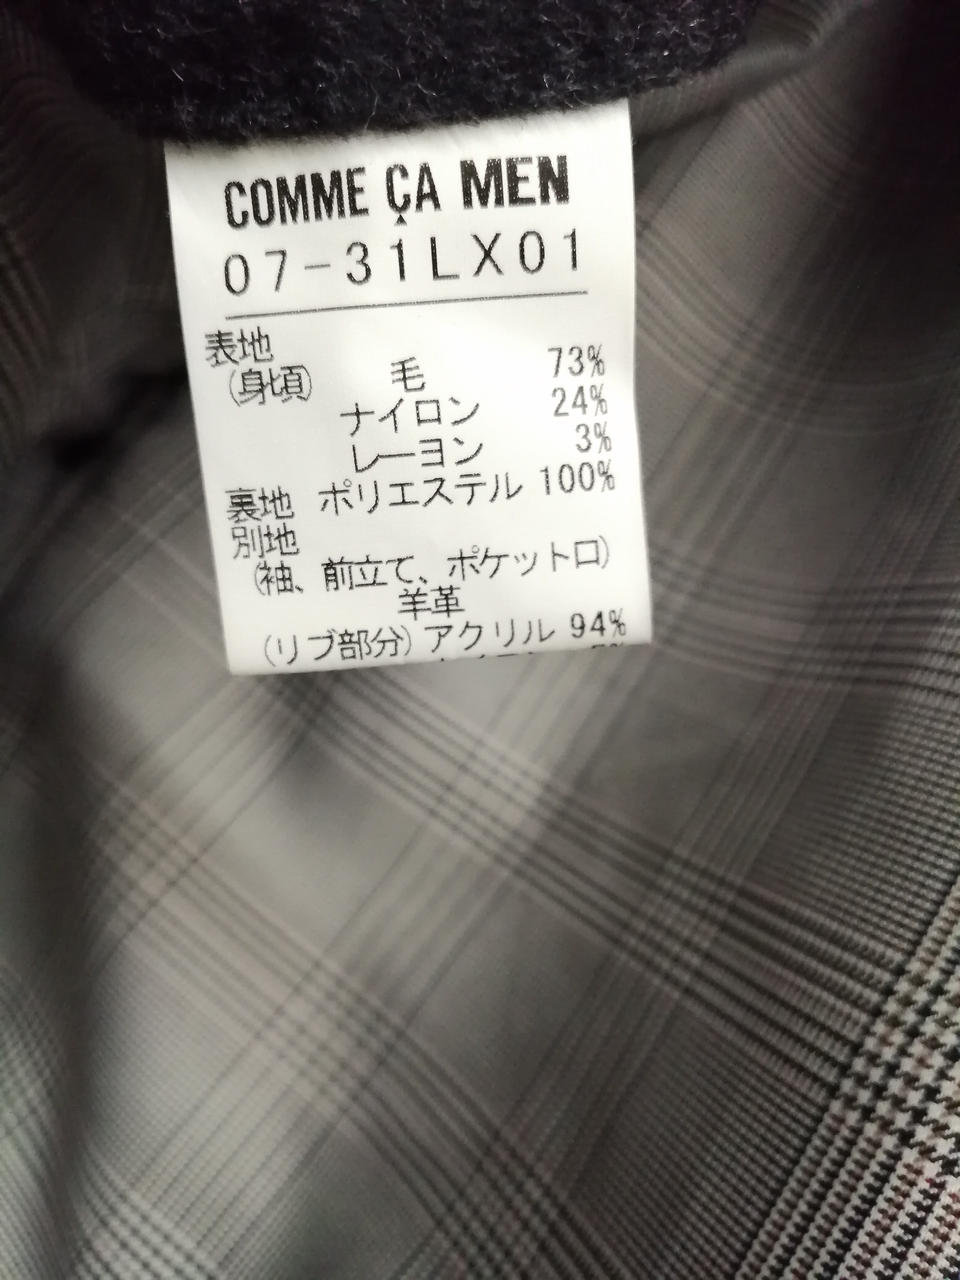 COMME ÇA MEN
07-31LX01
表地
(身頃) 毛 73%
ナイロン 24%
レーヨン 3%
裏地 ポリエステル 100%
別地
(袖、前立て、ポケット口)
羊革
(リブ部分) アクリル 94%